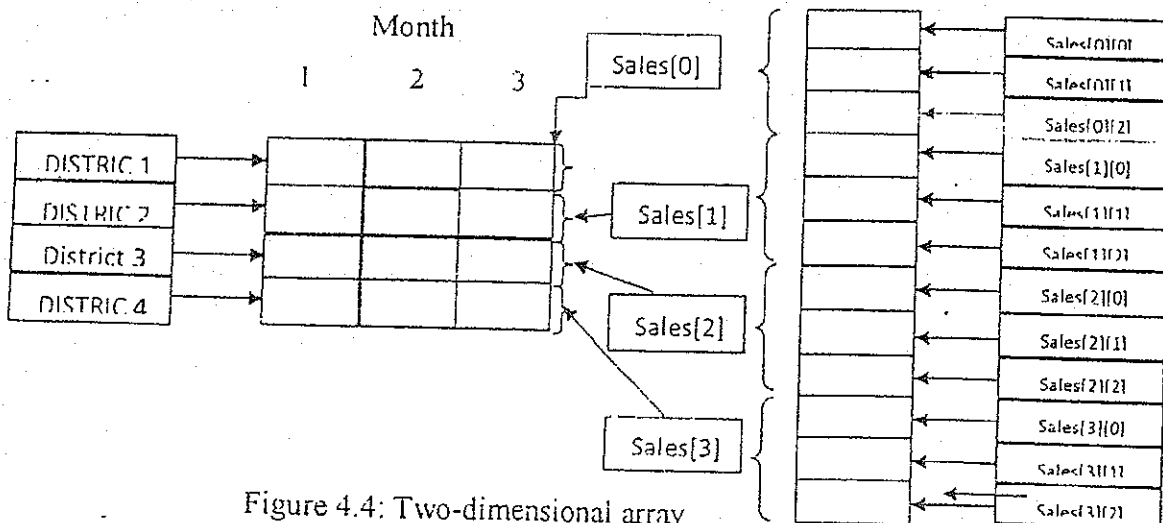 Month
1 2 3
DISTRIC 1
DISTRIC 2
District 3
DISTRIC 4
Sales[0]
Sales[1]
Sales[2]
Sales[3]
Sales[0][0]
Sales[0][1]
Sales[0][2]
Sales[1][0]
Sales[1][1]
Sales[1][2]
Sales[2][0]
Sales[2][1]
Sales[2][2]
Sales[3][0]
Sales[3][1]
Sales[3][2]
Figure 4.4: Two-dimensional array